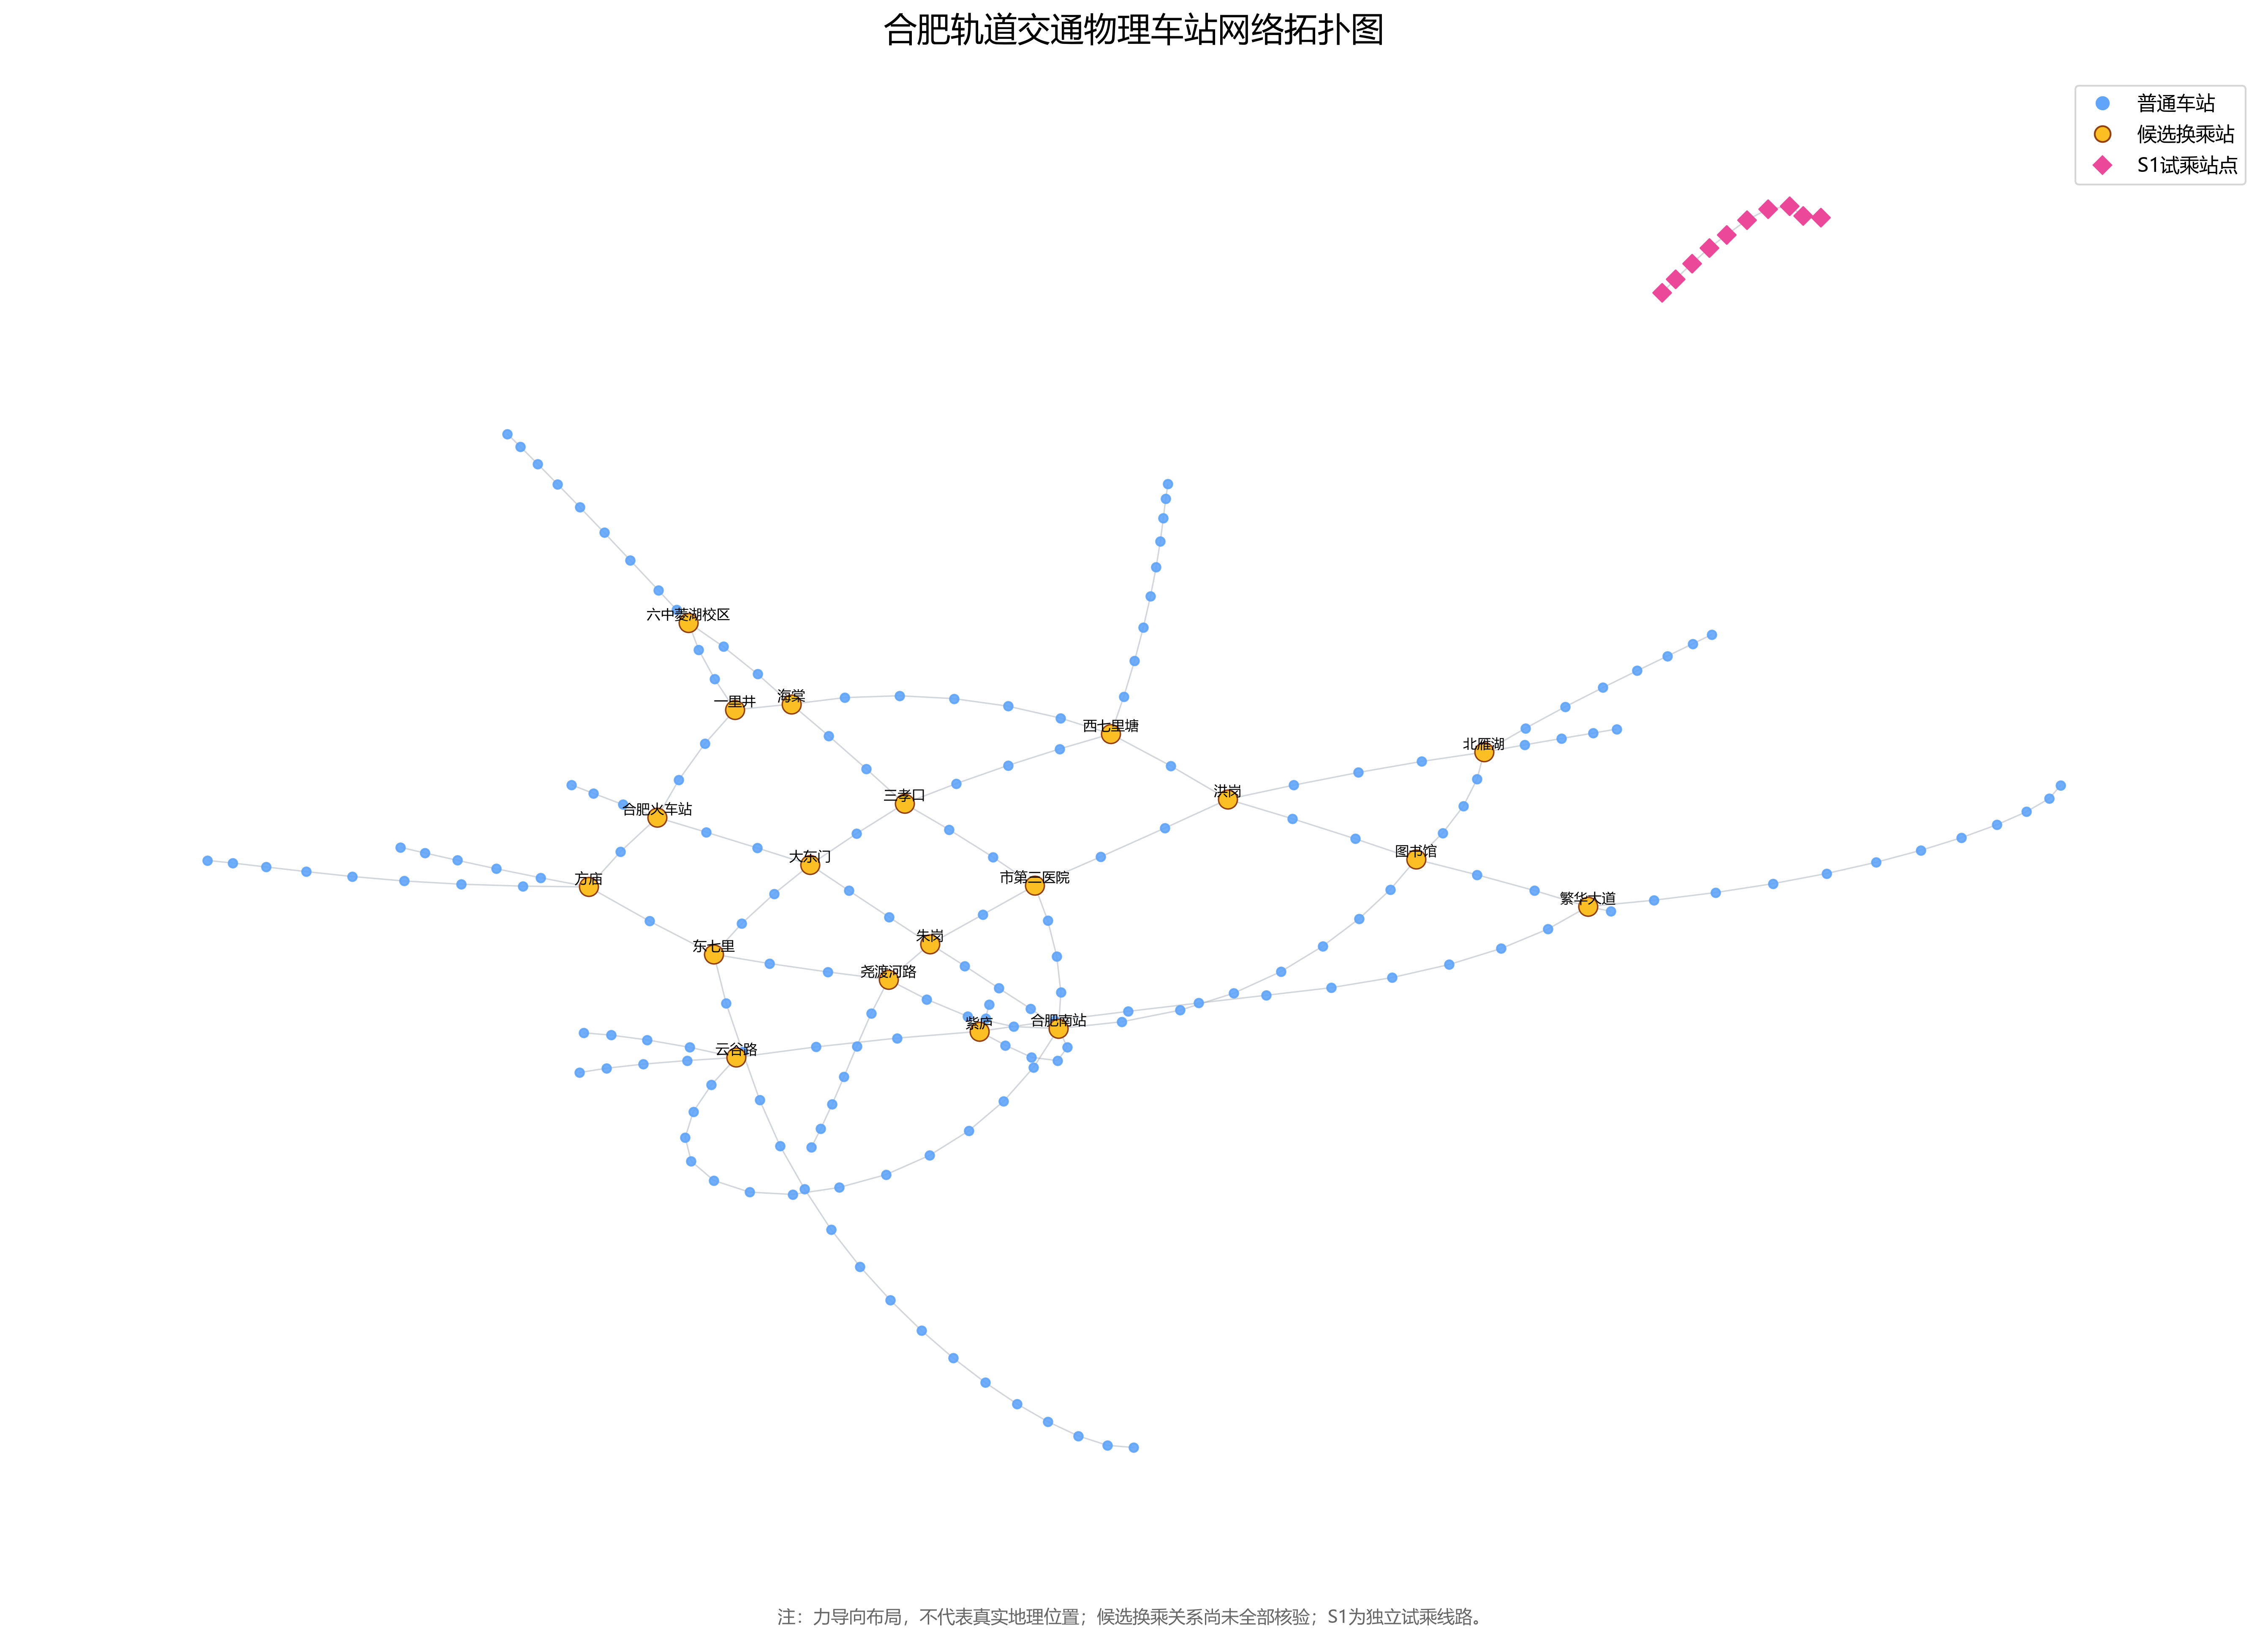 合肥轨道交通物理车站网络拓扑图
普通车站
候选换乘站
S1试乘站点
六中菱湖校区
一里井
海棠
西七里塘
北雁湖
合肥火车站
三孝口
洪岗
大东门
图书馆
方庙
市第三医院
繁华大道
东七里
朱岗
尧渡河路
紫庐
合肥南站
云谷路
注：力导向布局，不代表真实地理位置；候选换乘关系尚未全部核验；S1为独立试乘线路。